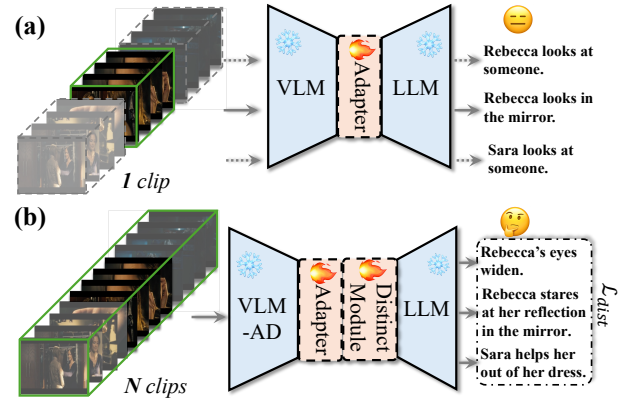 (a)
1 clip
VLM
Adapter
LLM
Rebecca looks at
someone.
Rebecca looks in
the mirror.
Sara looks at
someone.
(b)
N clips
VLM
-AD
Adapter
Distinct
Module
LLM
Rebecca's eyes
widen.
Rebecca stares
at her reflection
in the mirror.
Sara helps her
out of her dress.
ℒdist